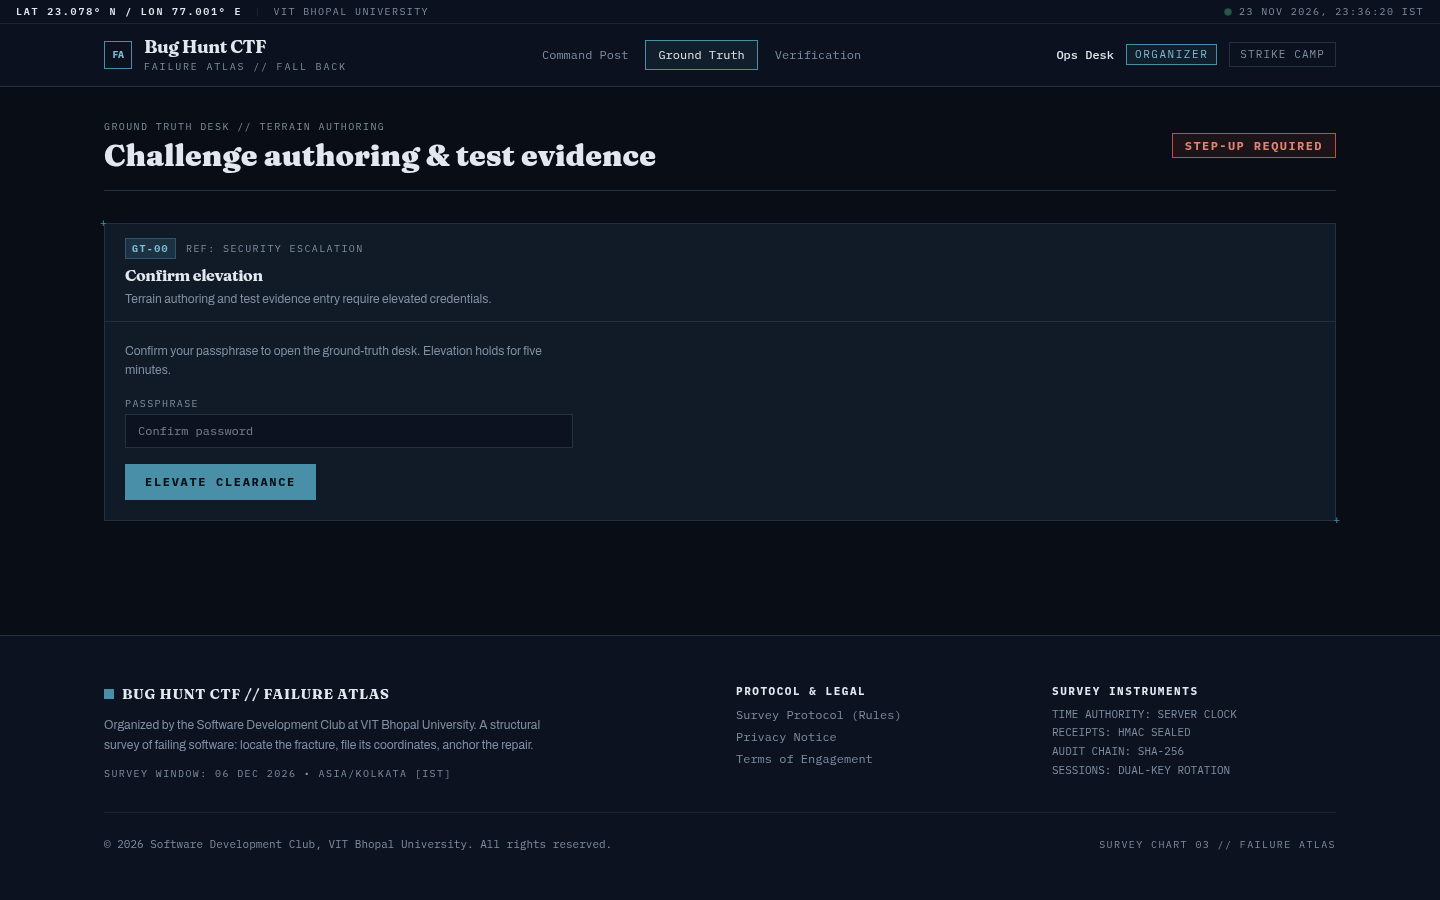 LAT 23.078° N / LON 77.001° E | VIT BHOPAL UNIVERSITY
23 NOV 2026, 23:36:20 IST
FA
Bug Hunt CTF
FAILURE ATLAS // FALL BACK
Command Post
Ground Truth
Verification
Ops Desk
ORGANIZER
STRIKE CAMP
GROUND TRUTH DESK // TERRAIN AUTHORING
Challenge authoring & test evidence
STEP-UP REQUIRED
GT-00 REF: SECURITY ESCALATION
Confirm elevation
Terrain authoring and test evidence entry require elevated credentials.
Confirm your passphrase to open the ground-truth desk. Elevation holds for five
minutes.
PASSPHRASE
Confirm password
ELEVATE CLEARANCE
BUG HUNT CTF // FAILURE ATLAS
Organized by the Software Development Club at VIT Bhopal University. A structural
survey of failing software: locate the fracture, file its coordinates, anchor the repair.
SURVEY WINDOW: 06 DEC 2026 • ASIA/KOLKATA [IST]
PROTOCOL & LEGAL
Survey Protocol (Rules)
Privacy Notice
Terms of Engagement
SURVEY INSTRUMENTS
TIME AUTHORITY: SERVER CLOCK
RECEIPTS: HMAC SEALED
AUDIT CHAIN: SHA-256
SESSIONS: DUAL-KEY ROTATION
© 2026 Software Development Club, VIT Bhopal University. All rights reserved.
SURVEY CHART 03 // FAILURE ATLAS